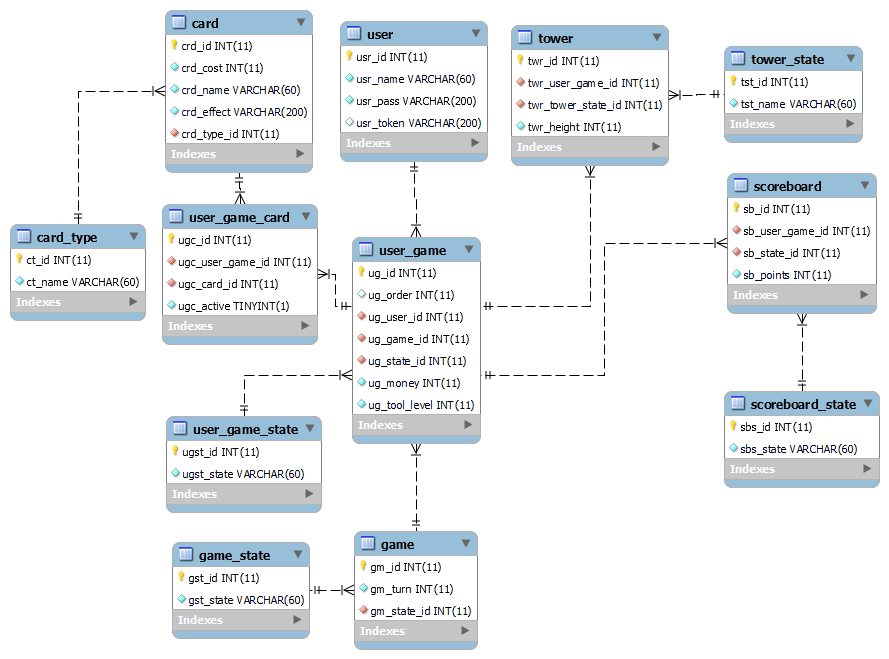 card
crd_id INT(11)
crd_cost INT(11)
crd_name VARCHAR(60)
crd_effect VARCHAR(200)
crd_type_id INT(11)
Indexes
user
usr_id INT(11)
usr_name VARCHAR(60)
usr_pass VARCHAR(200)
usr_token VARCHAR(200)
Indexes
tower
twr_id INT(11)
twr_user_game_id INT(11)
twr_tower_state_id INT(11)
twr_height INT(11)
Indexes
tower_state
tst_id INT(11)
tst_name VARCHAR(60)
Indexes
card_type
ct_id INT(11)
ct_name VARCHAR(60)
Indexes
user_game_card
ugc_id INT(11)
ugc_user_game_id INT(11)
ugc_card_id INT(11)
ugc_active TINYINT(1)
Indexes
user_game
ug_id INT(11)
ug_order INT(11)
ug_user_id INT(11)
ug_game_id INT(11)
ug_state_id INT(11)
ug_money INT(11)
ug_tool_level INT(11)
Indexes
scoreboard
sb_id INT(11)
sb_user_game_id INT(11)
sb_state_id INT(11)
sb_points INT(11)
Indexes
user_game_state
ugst_id INT(11)
ugst_state VARCHAR(60)
Indexes
scoreboard_state
sbs_id INT(11)
sbs_state VARCHAR(60)
Indexes
game_state
gst_id INT(11)
gst_state VARCHAR(60)
Indexes
game
gm_id INT(11)
gm_turn INT(11)
gm_state_id INT(11)
Indexes